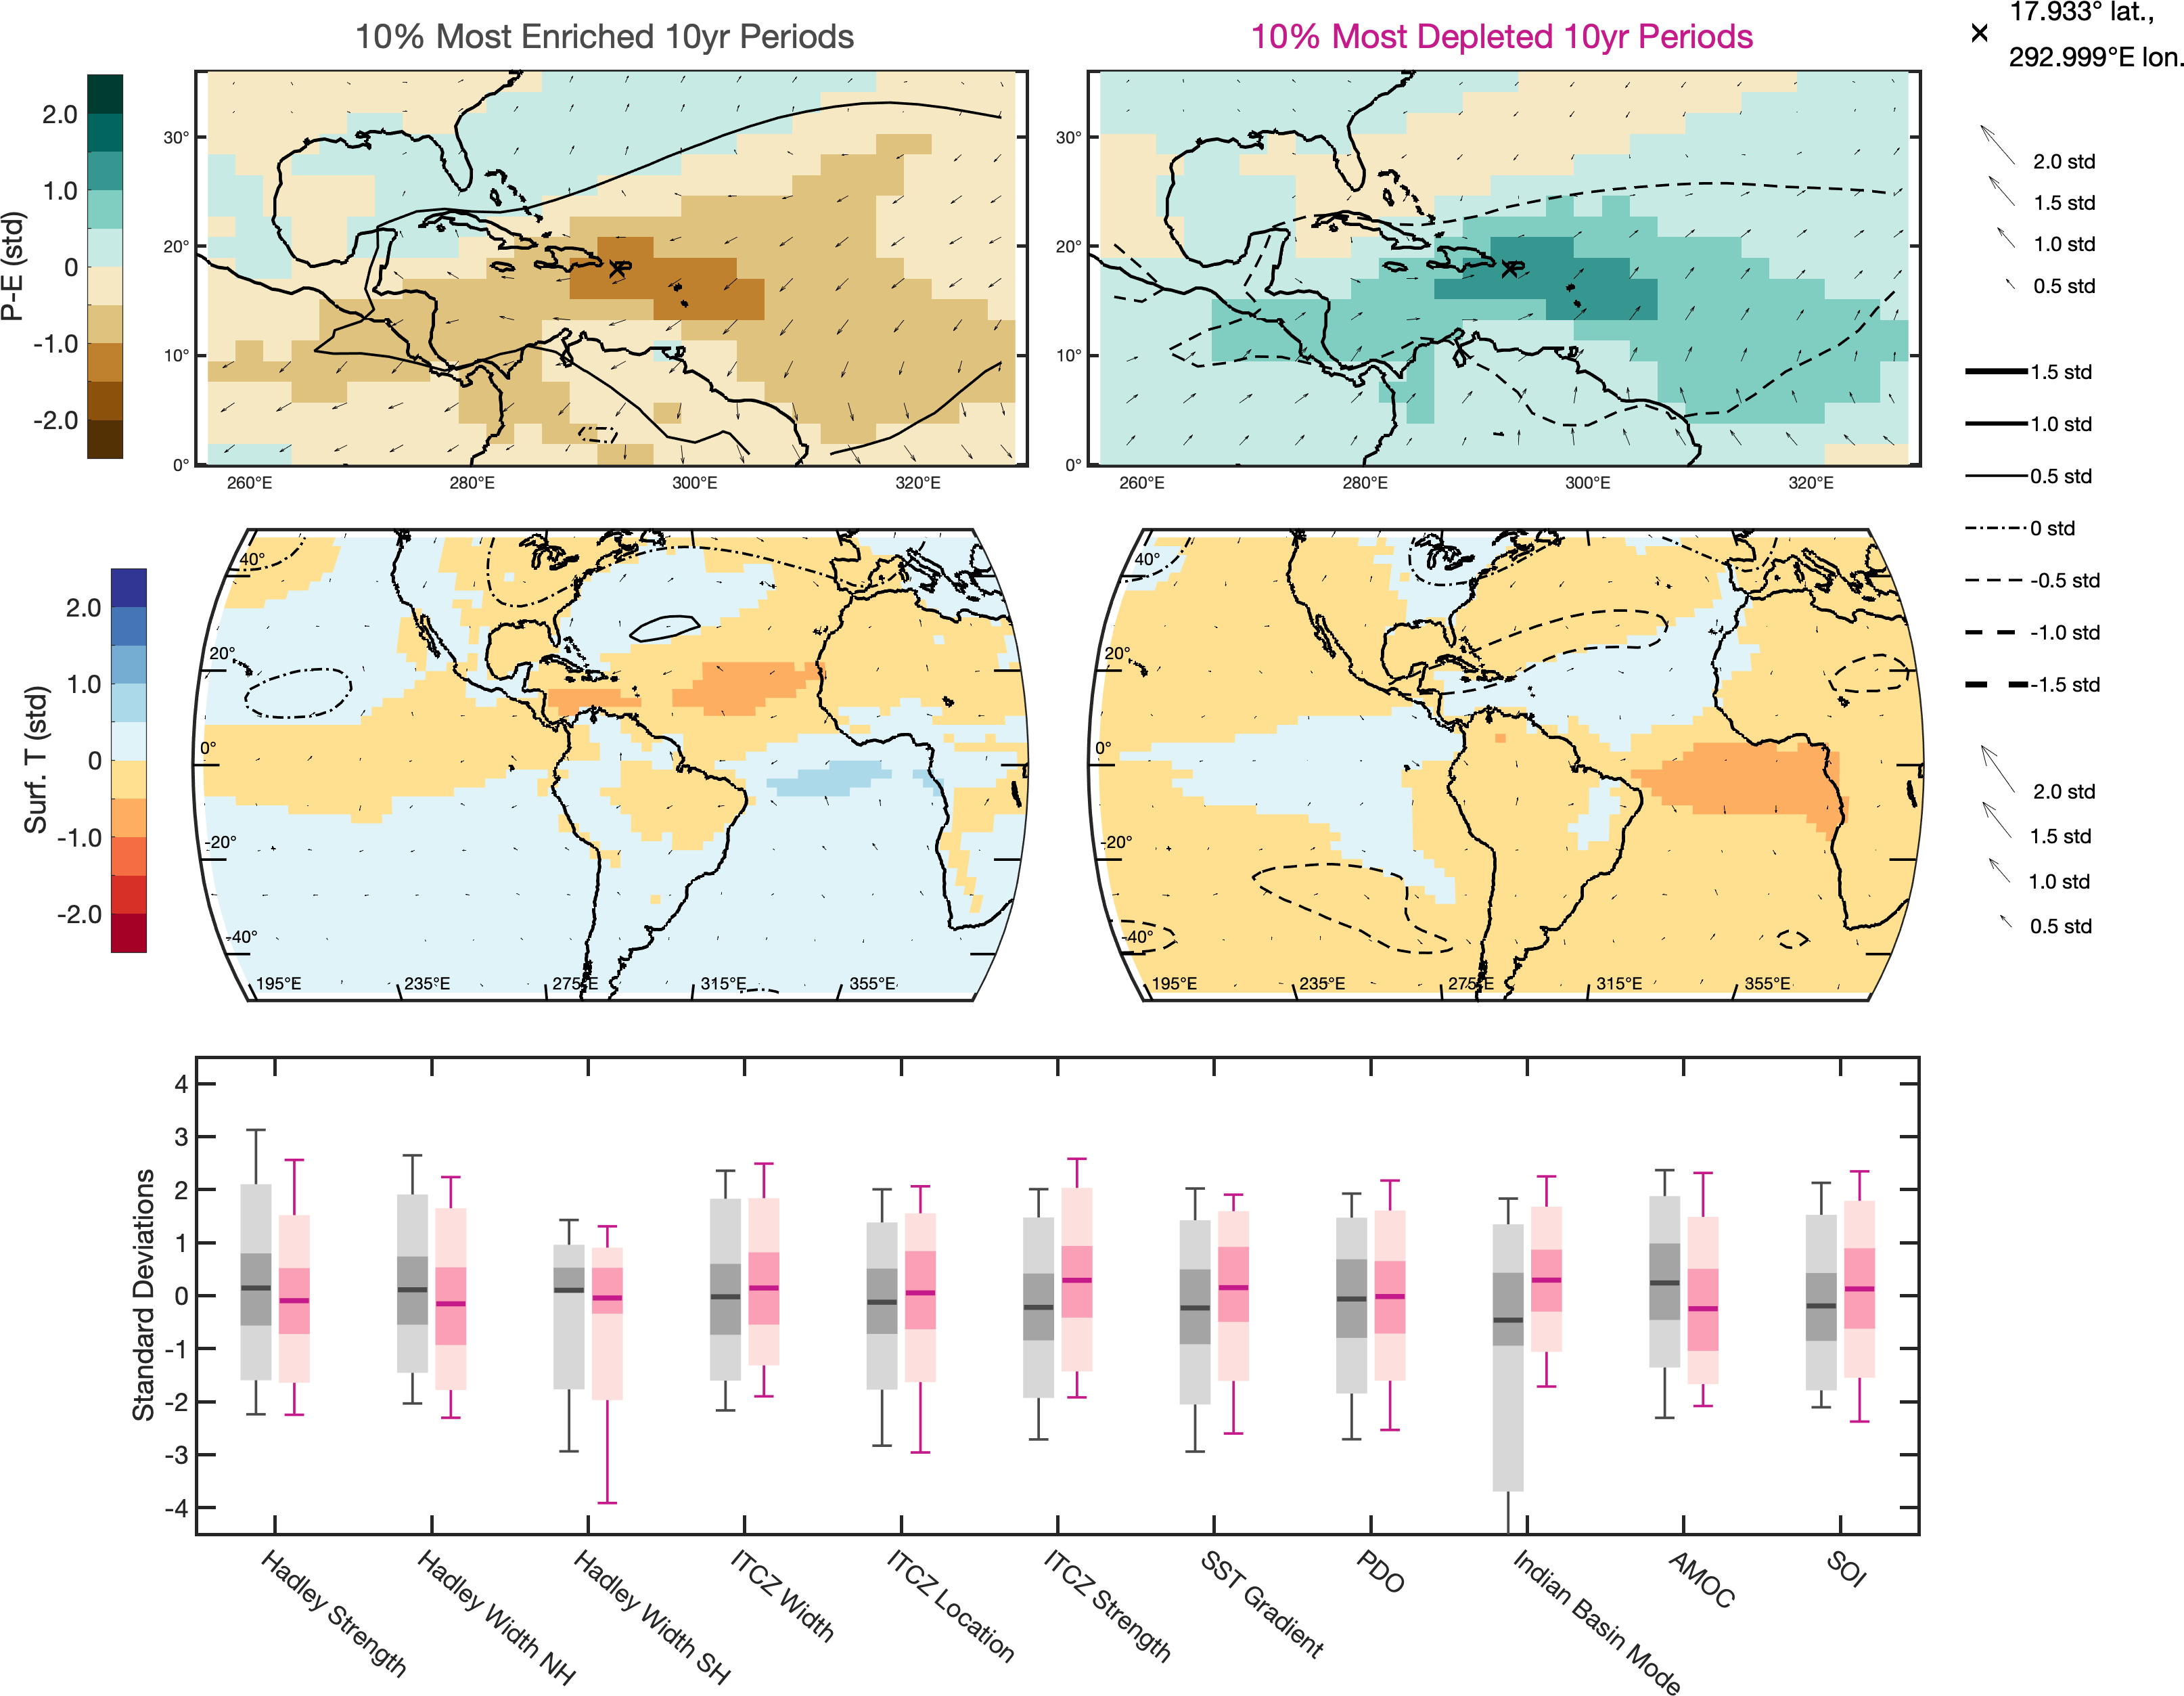 10% Most Enriched 10yr Periods
10% Most Depleted 10yr Periods
17.933° lat.,
292.999°E lon.
P-E (std)
2.0
1.0
0
-1.0
-2.0
30°
20°
10°
0°
260°E
280°E
300°E
320°E
30°
20°
10°
0°
260°E
280°E
300°E
320°E
2.0 std
1.5 std
1.0 std
0.5 std
1.5 std
1.0 std
0.5 std
0 std
-0.5 std
-1.0 std
-1.5 std
2.0 std
1.5 std
1.0 std
0.5 std
Surf. T (std)
2.0
1.0
0
-1.0
-2.0
40°
20°
0°
-20°
-40°
195°E
235°E
275°E
315°E
355°E
40°
20°
0°
-20°
-40°
195°E
235°E
275°E
315°E
355°E
Standard Deviations
4
3
2
1
0
-1
-2
-3
-4
Hadley Strength
Hadley Width NH
Hadley Width SH
ITCZ Width
ITCZ Location
ITCZ Strength
SST Gradient
PDO
Indian Basin Mode
AMOC
SOI